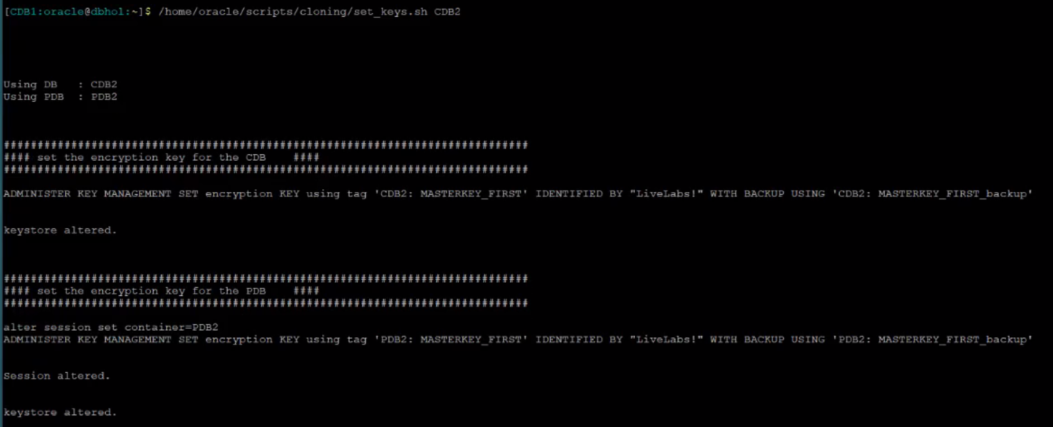 [CDB1:oracle@dbhol:~]$ /home/oracle/scripts/cloning/set_keys.sh CDB2
Using DB : CDB2
Using PDB : PDB2
##############################################################################
#### set the encryption key for the CDB ####
##############################################################################
ADMINISTER KEY MANAGEMENT SET encryption KEY using tag 'CDB2: MASTERKEY_FIRST' IDENTIFIED BY "LiveLabs!" WITH BACKUP USING 'CDB2: MASTERKEY_FIRST_backup'
keystore altered.
##############################################################################
#### set the encryption key for the PDB ####
##############################################################################
alter session set container=PDB2
ADMINISTER KEY MANAGEMENT SET encryption KEY using tag 'PDB2: MASTERKEY_FIRST' IDENTIFIED BY "LiveLabs!" WITH BACKUP USING 'PDB2: MASTERKEY_FIRST_backup'
Session altered.
keystore altered.